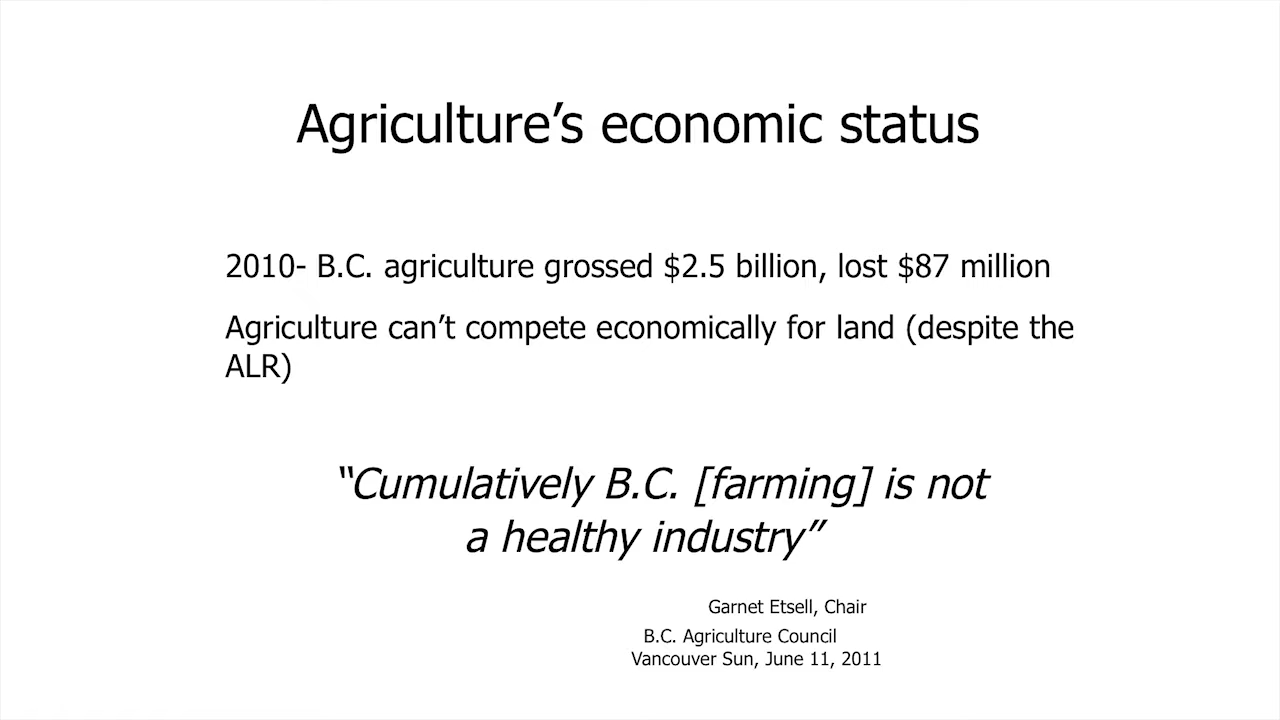 Agriculture’s economic status
2010- B.C. agriculture grossed $2.5 billion, lost $87 million
Agriculture can’t compete economically for land (despite the
ALR)
“Cumulatively B.C. [farming] is not
a healthy industry”
Garnet Etsell, Chair
B.C. Agriculture Council
Vancouver Sun, June 11, 2011